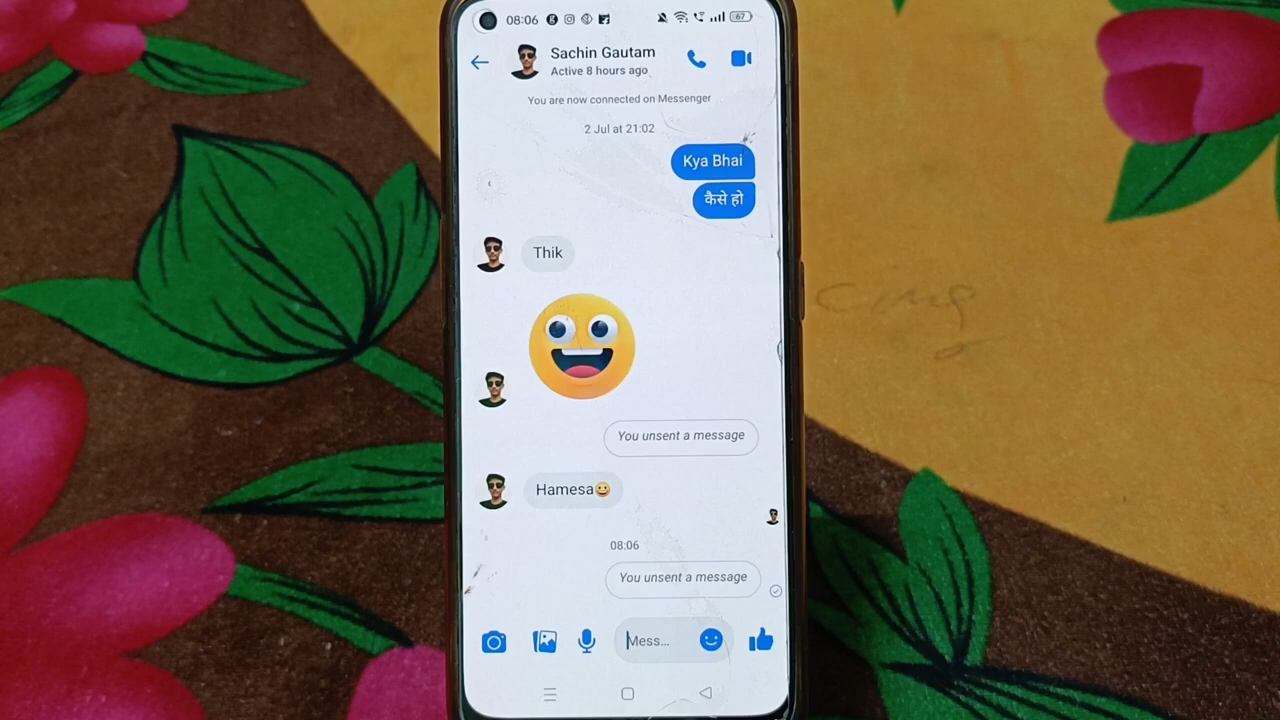 08:06
67
Sachin Gautam
Active 8 hours ago
You are now connected on Messenger
2 Jul at 21:02
Kya Bhai
कैसे हो
Thik
You unsent a message
Hamesa😀
08:06
You unsent a message
Mess...